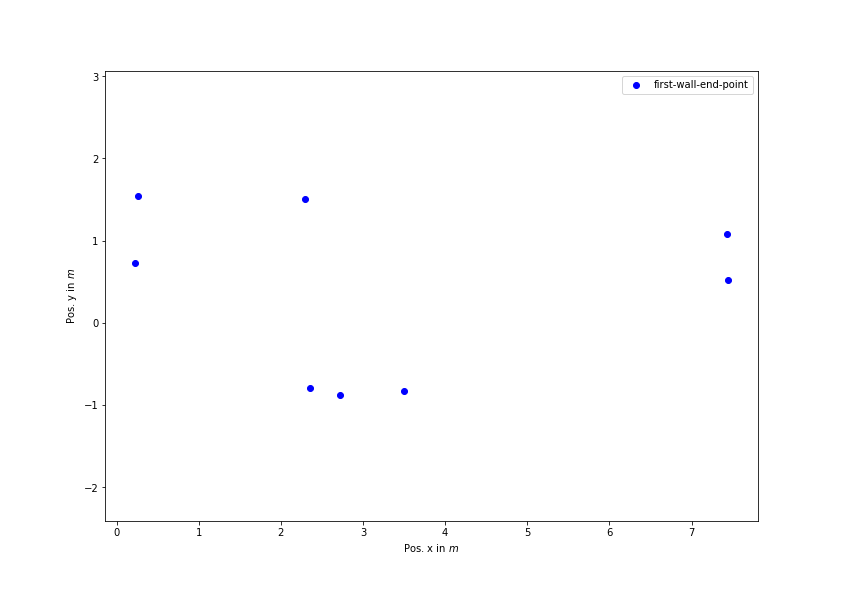 first-wall-end-point
3
2
1
0
−1
−2
Pos. y in m
0 1 2 3 4 5 6 7
Pos. x in m